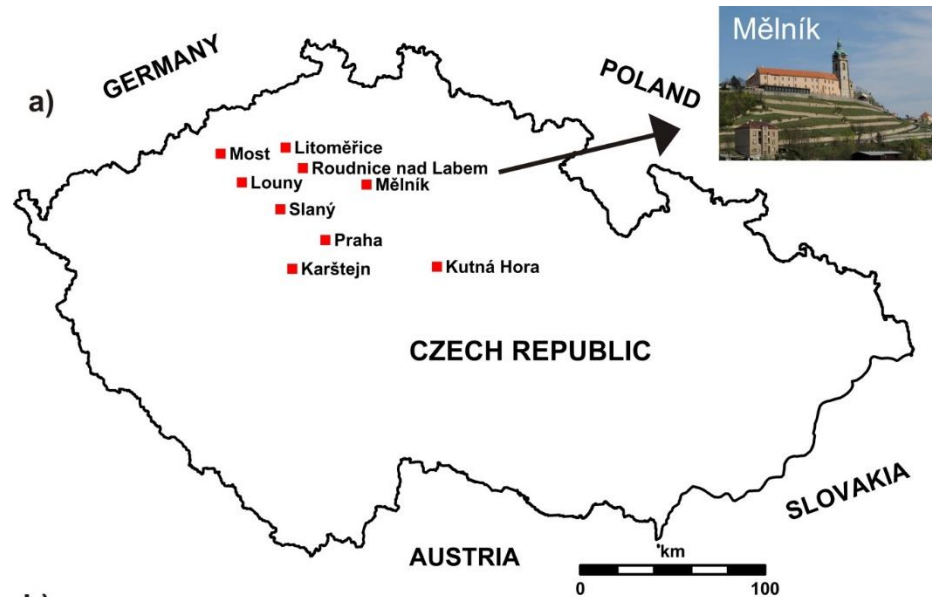 Mělník
GERMANY
POLAND
a)
Litoměřice
Most
Roudnice nad Labem
Louny
Mělník
Slaný
Praha
Karštejn
Kutná Hora
CZECH REPUBLIC
SLOVAKIA
AUSTRIA
km
0
100